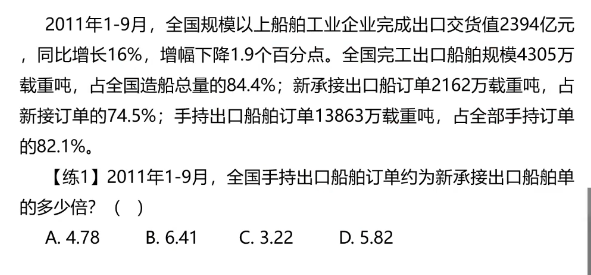 2011年1-9月，全国规模以上船舶工业企业完成出口交货值2394亿元
，同比增长16%，增幅下降1.9个百分点。全国完工出口船舶规模4305万
载重吨，占全国造船总量的84.4%；新承接出口船订单2162万载重吨，占
新接订单的74.5%；手持出口船舶订单13863万载重吨，占全部手持订单
的82.1%。
【练1】2011年1-9月，全国手持出口船舶订单约为新承接出口船舶单
的多少倍？（ ）
A. 4.78 B. 6.41 C. 3.22 D. 5.82